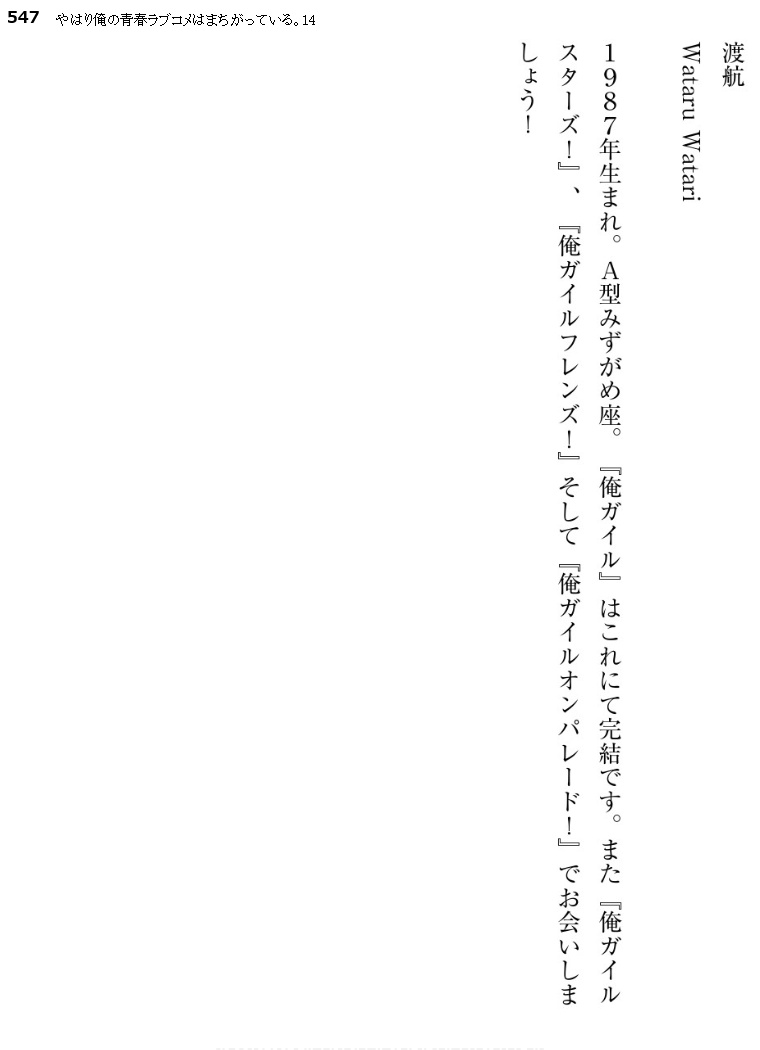 547 やはり俺の青春ラブコメはまちがっている。14
渡航
Wataru Watari
１９８７年生まれ。Ａ型みずがめ座。『俺ガイル』はこれにて完結です。また『俺ガイル
スターズ！』、『俺ガイルフレンズ！』そして『俺ガイルオンパレード！』でお会いしま
しょう！